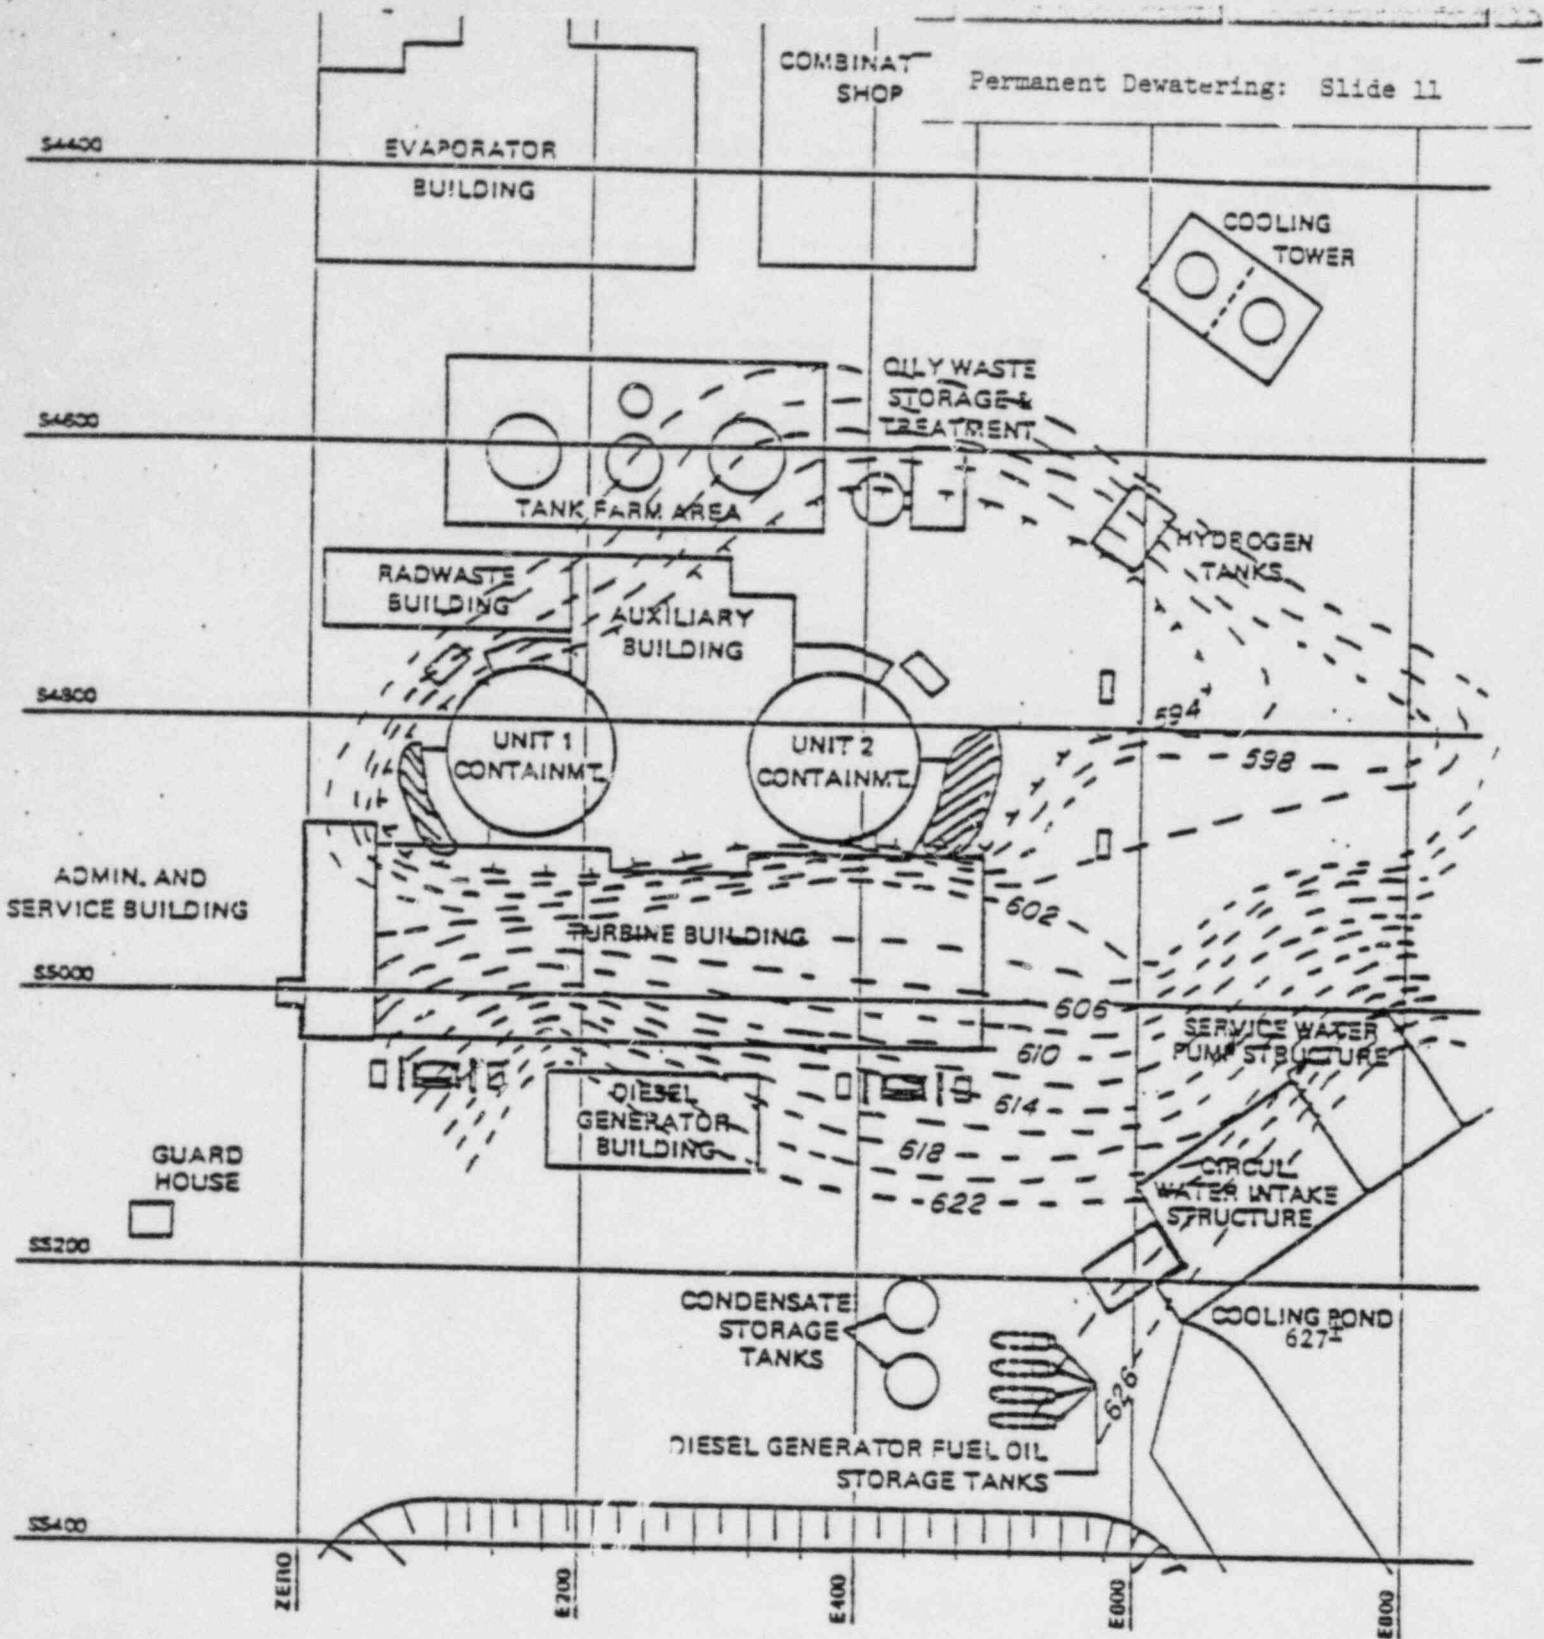 Permanent Dewatering: Slide 11
COMBINAT
SHOP
S4400
EVAPORATOR
BUILDING
COOLING
TOWER
OILY WASTE
STORAGE &
TREATMENT
S4600
TANK FARM AREA
HYDROGEN
TANKS
RADWASTE
BUILDING
AUXILIARY
BUILDING
S4800
594
UNIT 1
CONTAINMT.
UNIT 2
CONTAINMT.
598
ADMIN. AND
SERVICE BUILDING
602
TURBINE BUILDING
S5000
606
SERVICE WATER
PUMP STRUCTURE
610
DIESEL
GENERATOR
BUILDING
614
618
GUARD
HOUSE
CIRCUL.
WATER INTAKE
STRUCTURE
622
S5200
CONDENSATE
STORAGE
TANKS
COOLING POND
627±
626
DIESEL GENERATOR FUEL OIL
STORAGE TANKS
S5400
ZERO
E200
E400
E600
E800